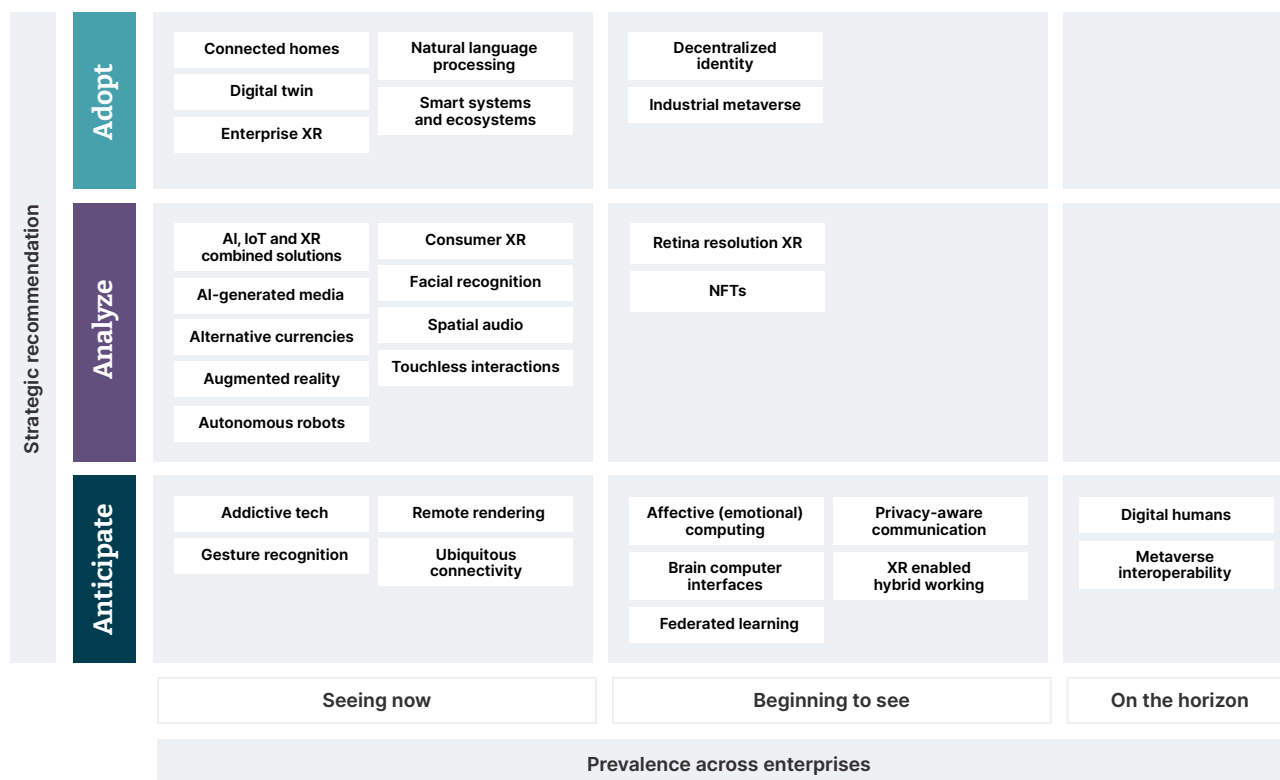 Strategic recommendation
Adopt
Connected homes
Digital twin
Enterprise XR
Natural language
processing
Smart systems
and ecosystems
Decentralized
identity
Industrial metaverse
Analyze
AI, IoT and XR
combined solutions
AI-generated media
Alternative currencies
Augmented reality
Autonomous robots
Consumer XR
Facial recognition
Spatial audio
Touchless interactions
Retina resolution XR
NFTs
Anticipate
Addictive tech
Gesture recognition
Remote rendering
Ubiquitous
connectivity
Affective (emotional)
computing
Brain computer
interfaces
Federated learning
Privacy-aware
communication
XR enabled
hybrid working
Digital humans
Metaverse
interoperability
Seeing now
Beginning to see
On the horizon
Prevalence across enterprises